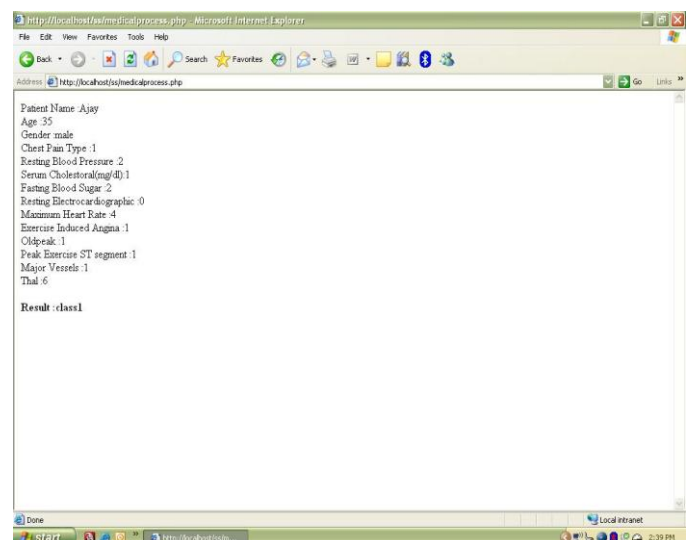 http://localhost/ss/medicalprocess.php - Microsoft Internet Explorer
File Edit View Favorites Tools Help
Back Search Favorites
Address http://localhost/ss/medicalprocess.php Go Links »
Patient Name :Ajay
Age :35
Gender :male
Chest Pain Type :1
Resting Blood Pressure :2
Serum Cholestoral(mg/dl):1
Fasting Blood Sugar :2
Resting Electrocardiographic :0
Maximum Heart Rate :4
Exercise Induced Angina :1
Oldpeak :1
Peak Exercise ST segment :1
Major Vessels :1
Thal :6
Result :class1
Done Local intranet
start » http://localhost/ss/m... 2:39 PM